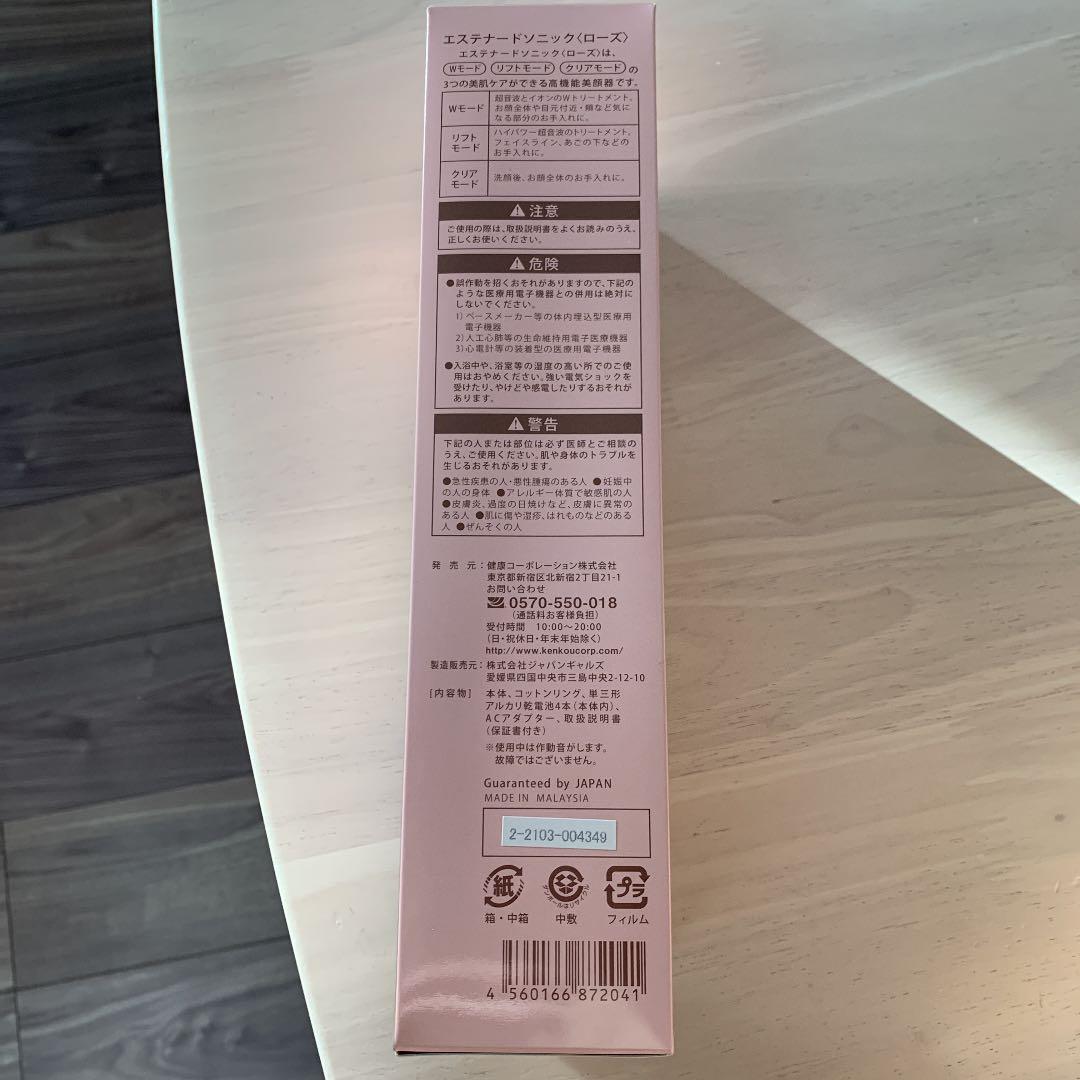 エステナードソニック〈ローズ〉
エステナードソニック〈ローズ〉は、
Wモード リフトモード クリアモード の
3つの美肌ケアができる高機能美顔器です。
Wモード
超音波とイオンのWトリートメント。
お顔全体や目元付近・頬など気に
なる部分のお手入れに。
リフト
モード
ハイパワー超音波のトリートメント。
フェイスライン、あごの下などの
お手入れに。
クリア
モード
洗顔後、お顔全体のお手入れに。
⚠注意
ご使用の際は、取扱説明書をよくお読みのうえ、
正しくお使いください。
⚠危険
●誤作動を招くおそれがありますので、下記の
ような医療用電子機器との併用は絶対に
しないでください。
1)ペースメーカー等の体内埋込型医療用
電子機器
2)人工心肺等の生命維持用電子医療機器
3)心電計等の装着型の医療用電子機器
●入浴中や、浴室等の湿度の高い所でのご使
用はおやめください。強い電気ショックを
受けたり、やけどや感電したりするおそれが
あります。
⚠警告
下記の人または部位は必ず医師とご相談の
うえ、ご使用ください。肌や身体のトラブルを
生じるおそれがあります。
●急性疾患の人・悪性腫瘍のある人 ●妊娠中
の人の身体 ●アレルギー体質で敏感肌の人
●皮膚炎、過度の日焼けなど、皮膚に異常の
ある人 ●肌に傷や湿疹、はれものなどのある
人 ●ぜんそくの人
発売元:健康コーポレーション株式会社
東京都新宿区北新宿2丁目21-1
お問い合わせ
0570-550-018
(通話料お客様負担)
受付時間 10:00〜20:00
(日・祝休日・年末年始除く)
http://www.kenkoucorp.com/
製造販売元:株式会社ジャパンギャルズ
愛媛県四国中央市三島中央2-12-10
[内容物] 本体、コットンリング、単三形
アルカリ乾電池4本(本体内)、
ACアダプター、取扱説明書
(保証書付き)
※使用中は作動音がします。
故障ではございません。
Guaranteed by JAPAN
MADE IN MALAYSIA
2-2103-004349
紙
箱・中箱
ダンボールはリサイクル
中敷
プラ
フィルム
4 560166 872041